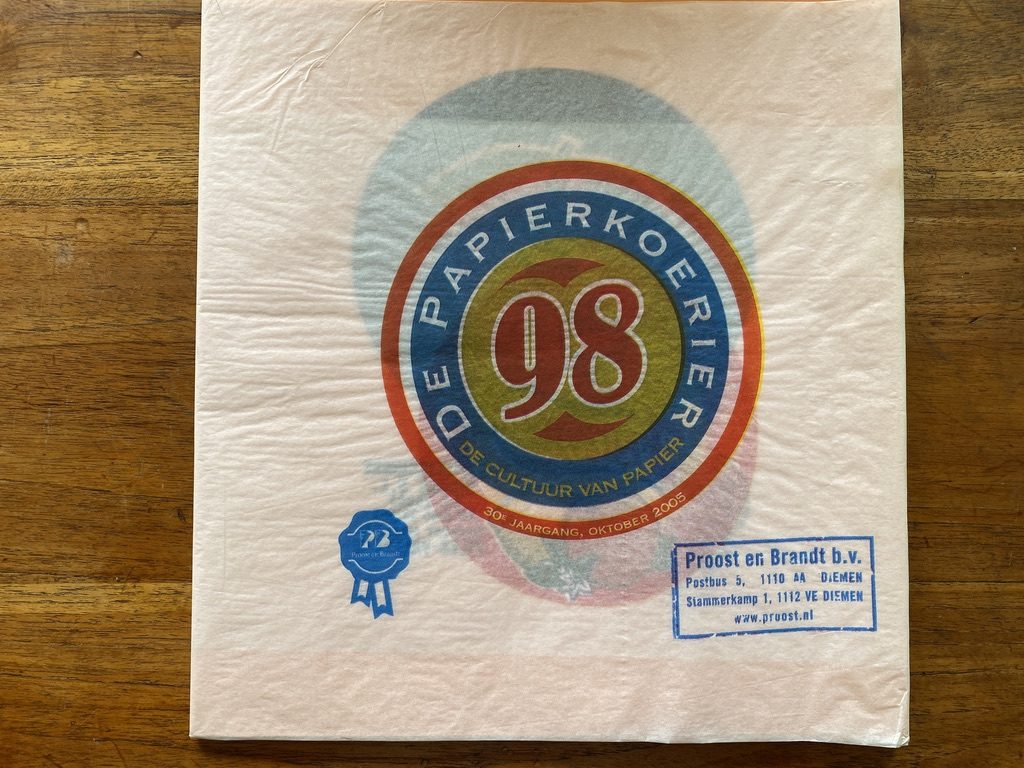 DE PAPIERKOERIER
98
DE CULTUUR VAN PAPIER
30E JAARGANG, OKTOBER 2005
PB
Proost en Brandt
Proost en Brandt b.v.
Postbus 5, 1110 AA DIEMEN
Stammerkamp 1, 1112 VE DIEMEN
www.proost.nl